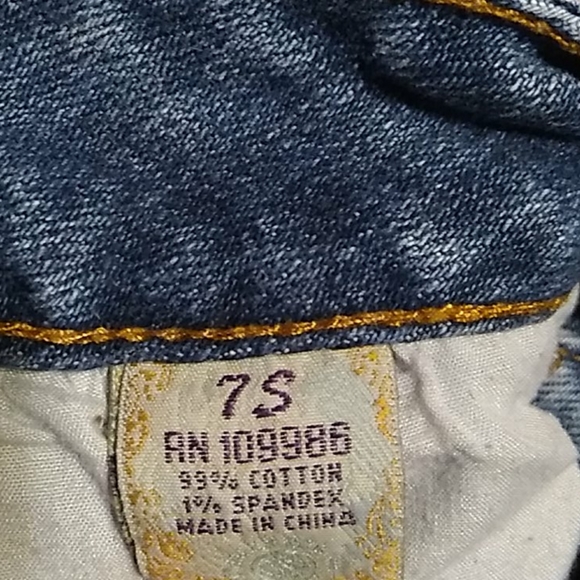 7S
RN 109986
99% COTTON
1% SPANDEX
MADE IN CHINA